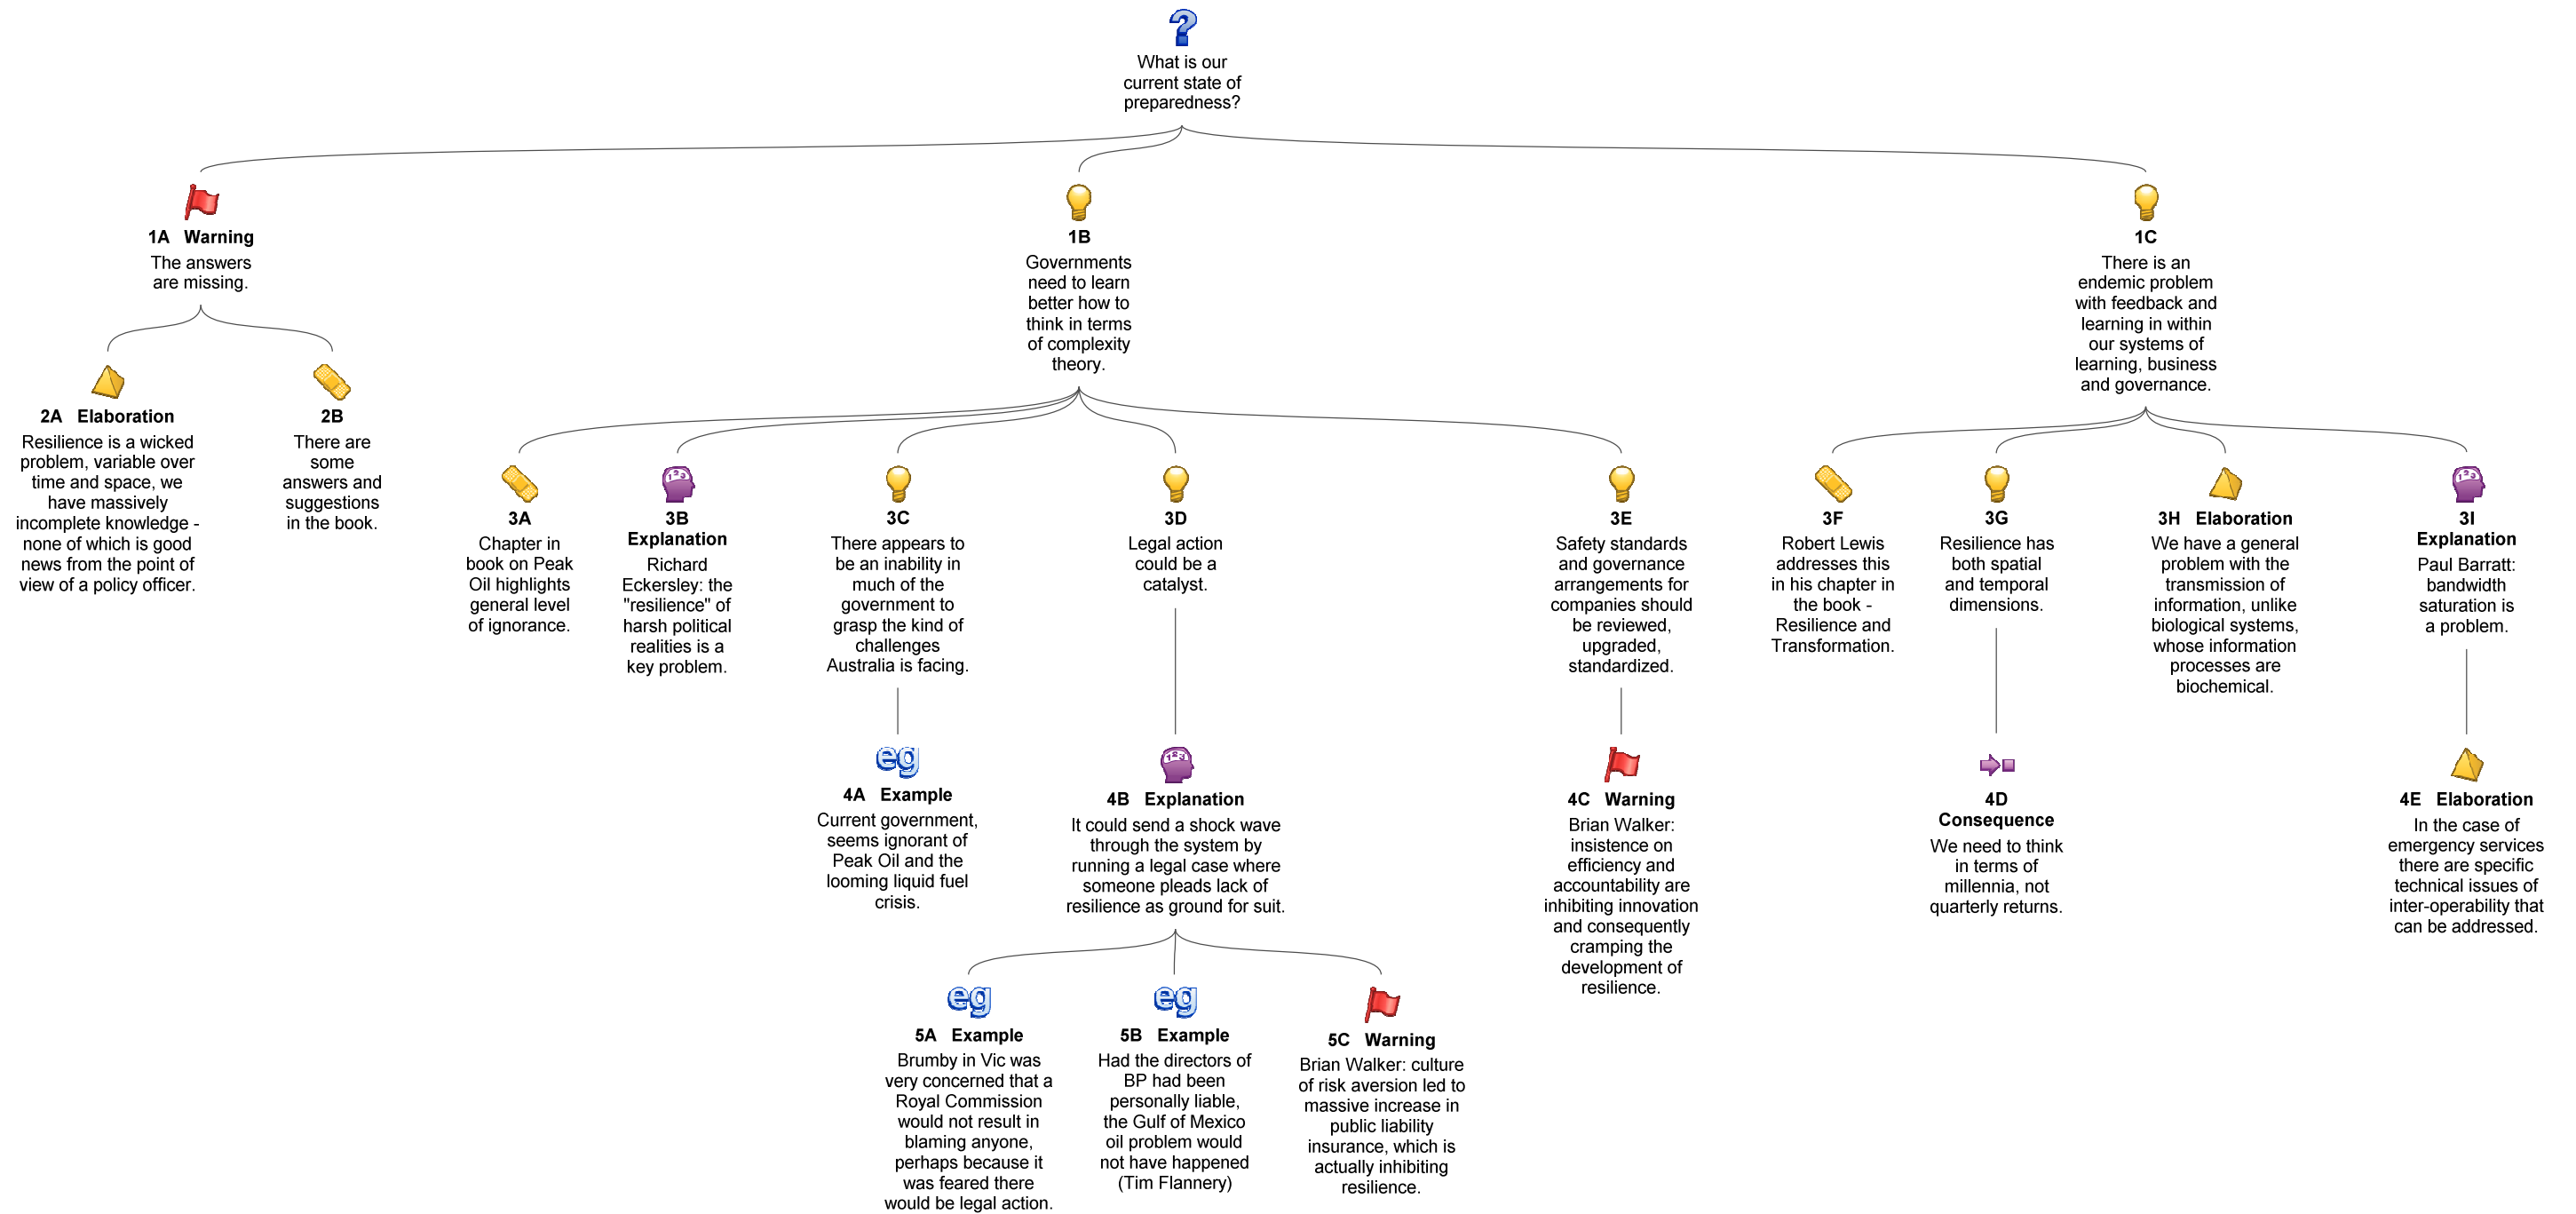 What is our
current state of
preparedness?
1A Warning
The answers
are missing.
1B
Governments
need to learn
better how to
think in terms
of complexity
theory.
1C
There is an
endemic problem
with feedback and
learning in within
our systems of
learning, business
and governance.
2A Elaboration
Resilience is a wicked
problem, variable over
time and space, we
have massively
incomplete knowledge -
none of which is good
news from the point of
view of a policy officer.
2B
There are
some
answers and
suggestions
in the book.
3A
Chapter in
book on Peak
Oil highlights
general level
of ignorance.
1 2 3
3B
Explanation
Richard
Eckersley: the
"resilience" of
harsh political
realities is a
key problem.
3C
There appears to
be an inability in
much of the
government to
grasp the kind of
challenges
Australia is facing.
3D
Legal action
could be a
catalyst.
3E
Safety standards
and governance
arrangements for
companies should
be reviewed,
upgraded,
standardized.
3F
Robert Lewis
addresses this
in his chapter in
the book -
Resilience and
Transformation.
3G
Resilience has
both spatial
and temporal
dimensions.
3H Elaboration
We have a general
problem with the
transmission of
information, unlike
biological systems,
whose information
processes are
biochemical.
1 2 3
3I
Explanation
Paul Barratt:
bandwidth
saturation is
a problem.
eg
4A Example
Current government,
seems ignorant of
Peak Oil and the
looming liquid fuel
crisis.
1 2 3
4B Explanation
It could send a shock wave
through the system by
running a legal case where
someone pleads lack of
resilience as ground for suit.
4C Warning
Brian Walker:
insistence on
efficiency and
accountability are
inhibiting innovation
and consequently
cramping the
development of
resilience.
4D
Consequence
We need to think
in terms of
millennia, not
quarterly returns.
4E Elaboration
In the case of
emergency services
there are specific
technical issues of
inter-operability that
can be addressed.
eg
5A Example
Brumby in Vic was
very concerned that a
Royal Commission
would not result in
blaming anyone,
perhaps because it
was feared there
would be legal action.
eg
5B Example
Had the directors of
BP had been
personally liable,
the Gulf of Mexico
oil problem would
not have happened
(Tim Flannery)
5C Warning
Brian Walker: culture
of risk aversion led to
massive increase in
public liability
insurance, which is
actually inhibiting
resilience.